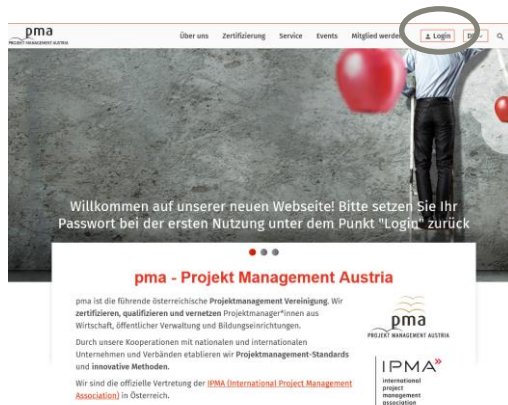 pma
PROJEKT MANAGEMENT AUSTRIA
über uns Zertifizierung Service Events Mitglied werden Login DE
Willkommen auf unserer neuen Webseite! Bitte setzen Sie Ihr
Passwort bei der ersten Nutzung unter dem Punkt "Login" zurück
pma - Projekt Management Austria
pma ist die führende österreichische Projektmanagement Vereinigung. Wir
zertifizieren, qualifizieren und vernetzen Projektmanager*innen aus
Wirtschaft, öffentlicher Verwaltung und Bildungseinrichtungen.
Durch unsere Kooperationen mit nationalen und internationalen
Unternehmen und Verbänden etablieren wir Projektmanagement-Standards
und innovative Methoden.
Wir sind die offizielle Vertretung der IPMA (International Project Management
Association) in Österreich.
pma
PROJEKT MANAGEMENT AUSTRIA
IPMA
international
project
management
association